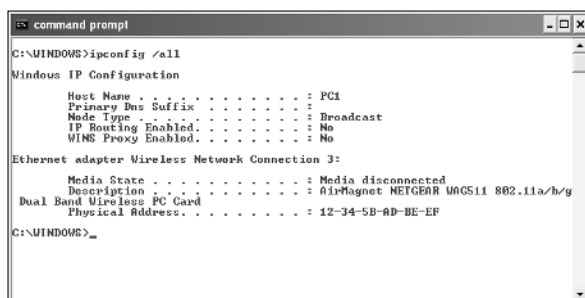 command prompt
C:\WINDOWS>ipconfig /all
Windows IP Configuration
Host Name . . . . . . . . . . . . : PC1
Primary Dns Suffix . . . . . . . :
Node Type . . . . . . . . . . . . : Broadcast
IP Routing Enabled. . . . . . . . : No
WINS Proxy Enabled. . . . . . . . : No
Ethernet adapter Wireless Network Connection 3:
Media State . . . . . . . . . . . : Media disconnected
Description . . . . . . . . . . . : AirMagnet NETGEAR WAG511 802.11a/b/g
Dual Band Wireless PC Card
Physical Address. . . . . . . . . : 12-34-5B-AD-BE-EF
C:\WINDOWS>_